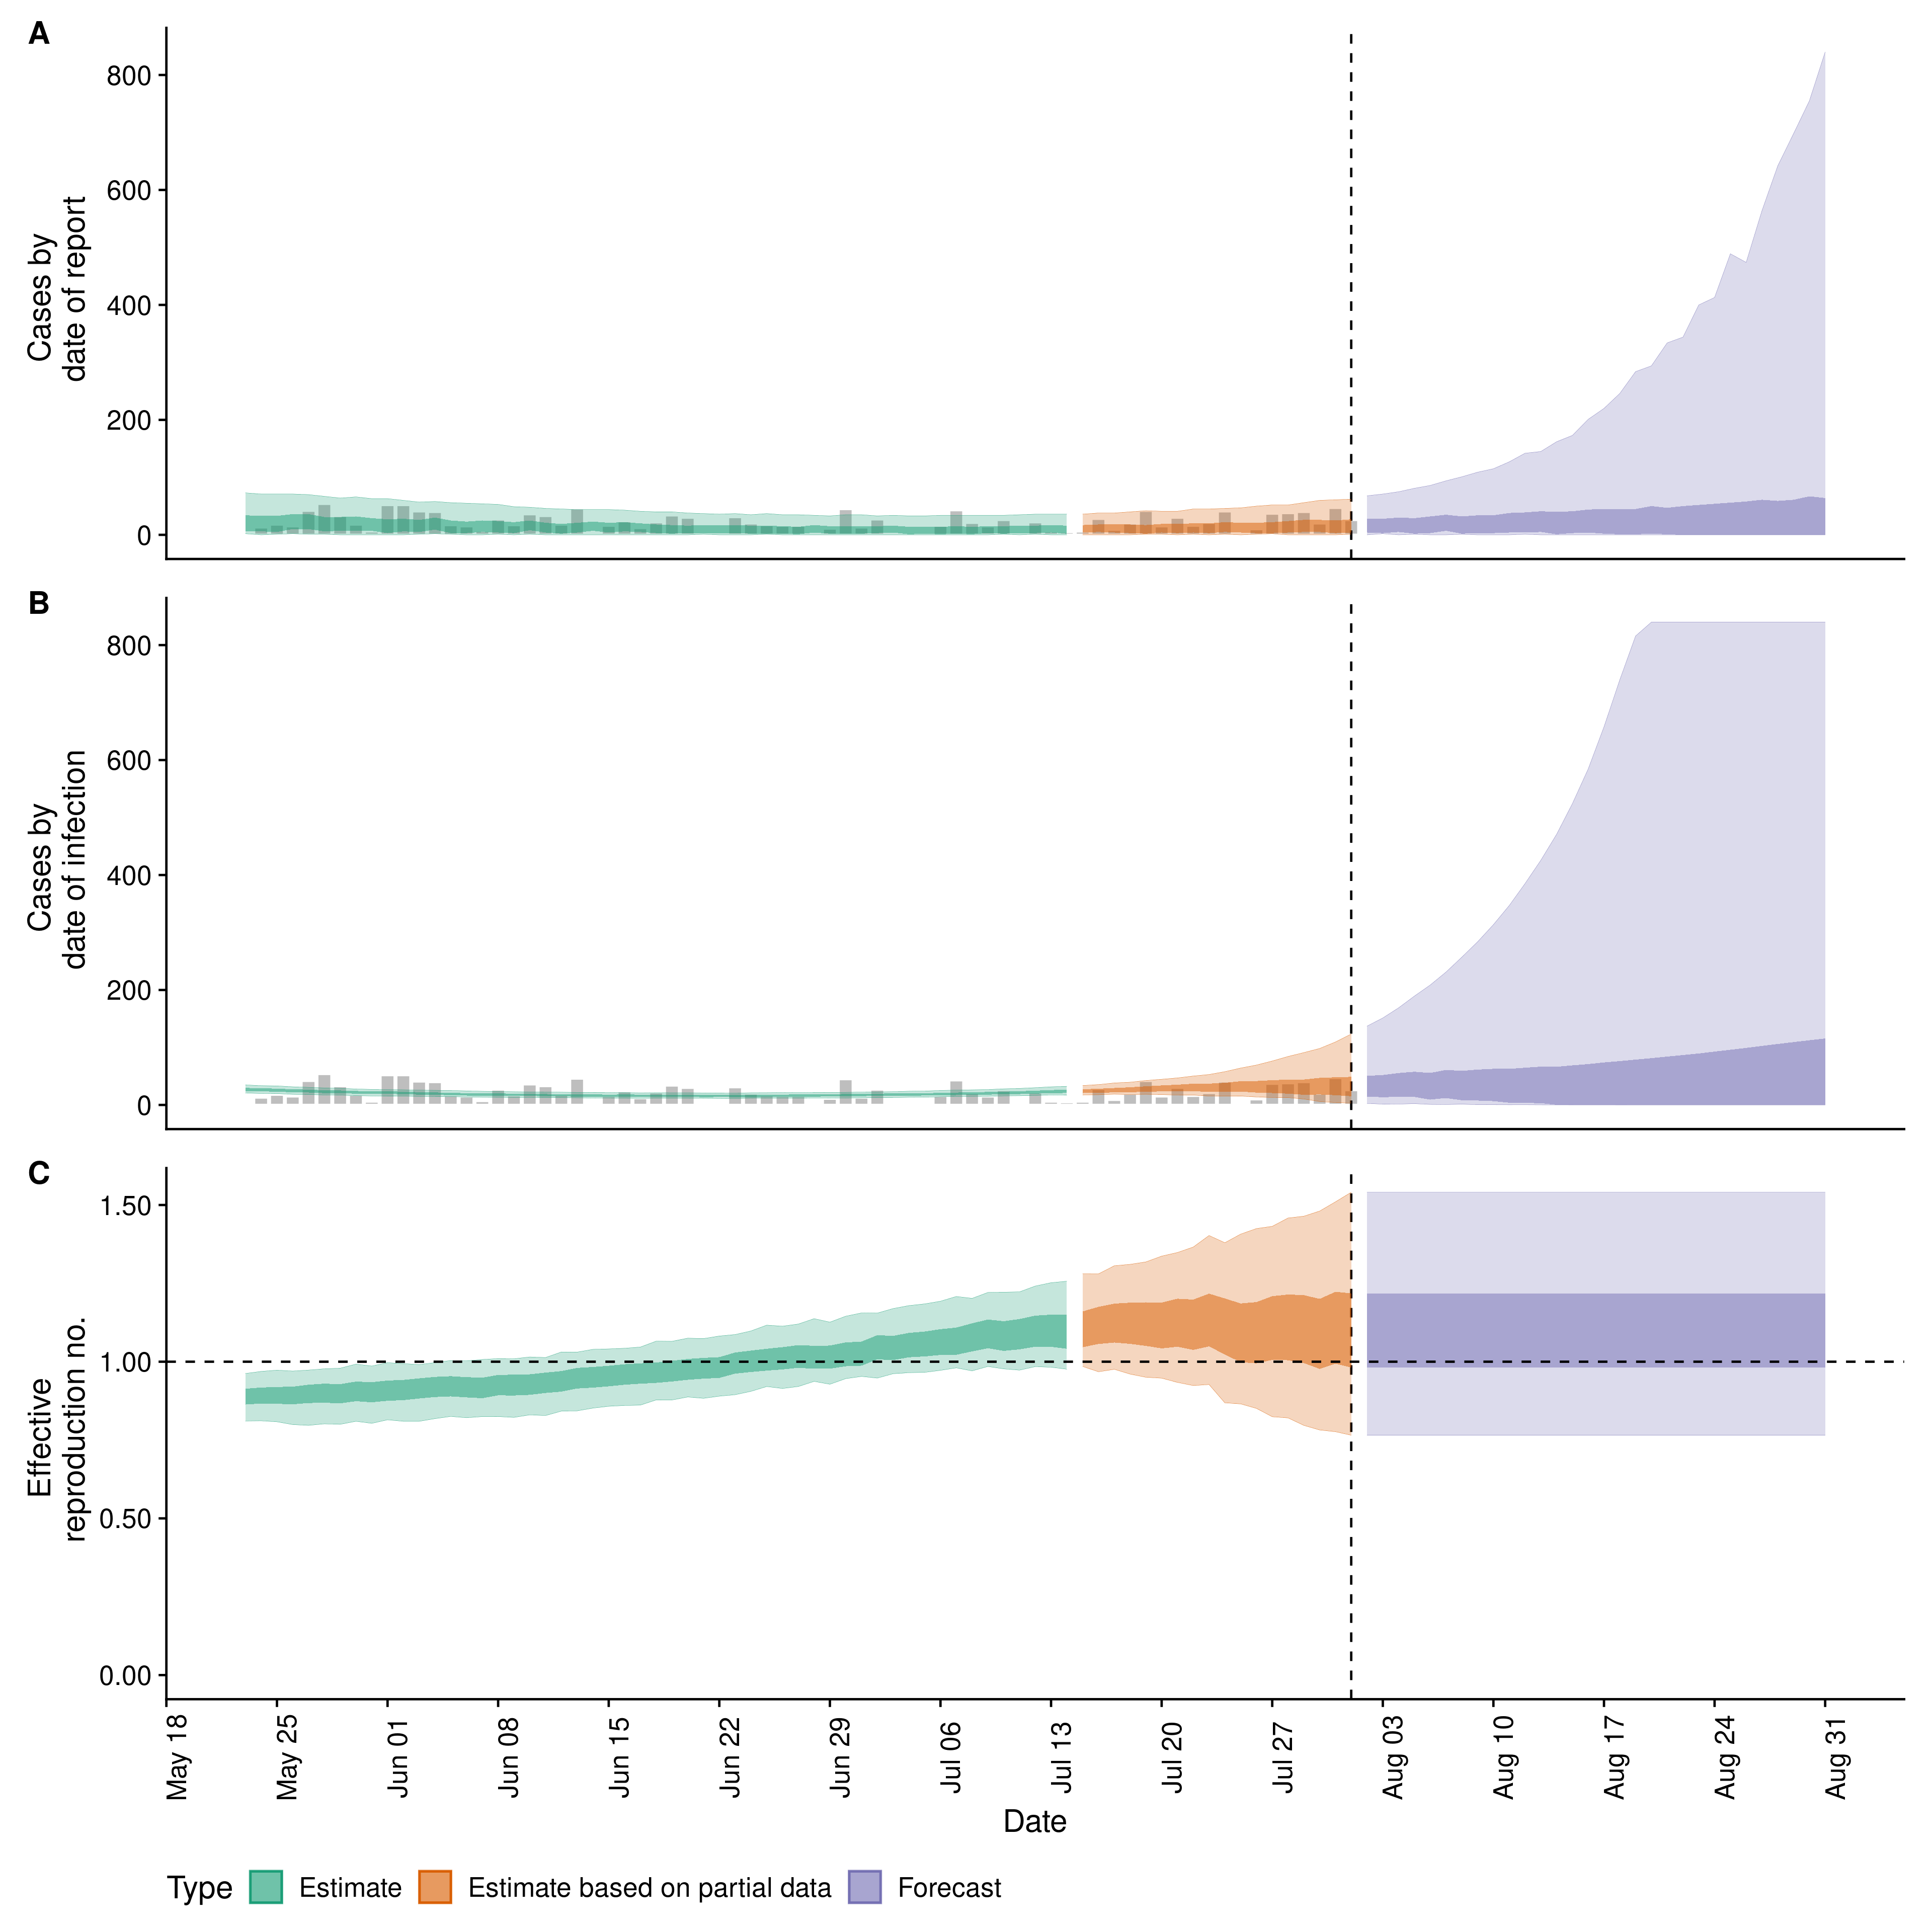 A
800
600
400
200
0
Cases by
date of report
B
800
600
400
200
0
Cases by
date of infection
C
1.50
1.00
0.50
0.00
Effective
reproduction no.
May 18
May 25
Jun 01
Jun 08
Jun 15
Jun 22
Jun 29
Jul 06
Jul 13
Jul 20
Jul 27
Aug 03
Aug 10
Aug 17
Aug 24
Aug 31
Date
Type Estimate Estimate based on partial data Forecast